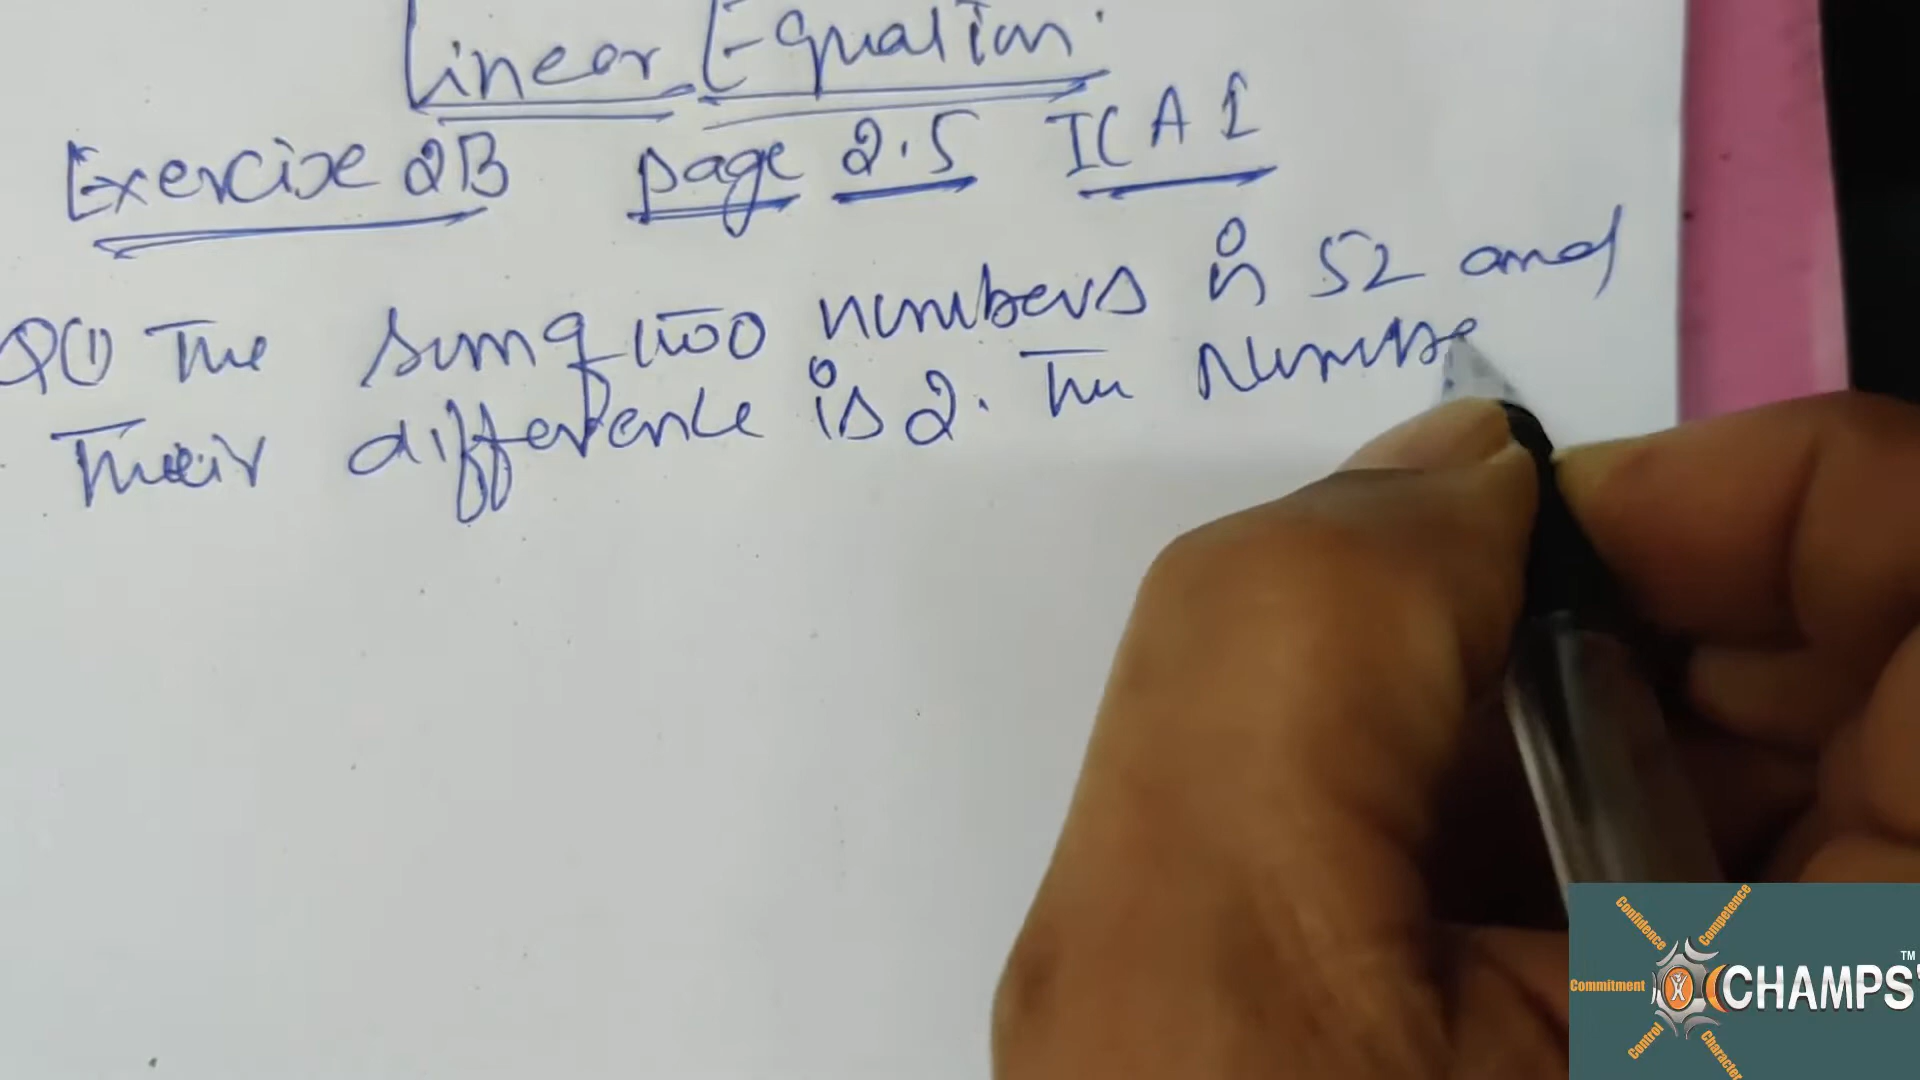 Linear Equation.
Exercise 2B page 2.5 ICAI
Q(1) The sum of two numbers is 52 and
Their difference is 2. The Numbe
Confidence
Competence
Commitment
CHAMPS
TM
Control
Character